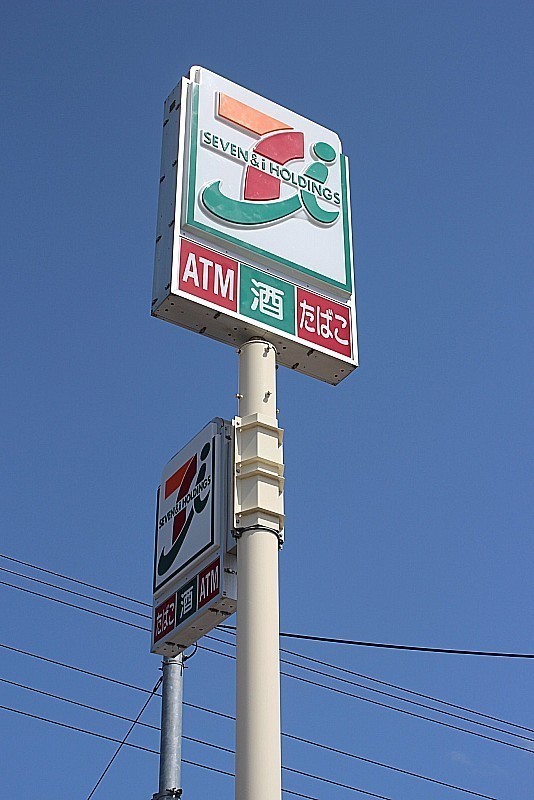 SEVEN & i HOLDINGS
ATM 酒 たばこ
SEVEN & i HOLDINGS
たばこ 酒 ATM